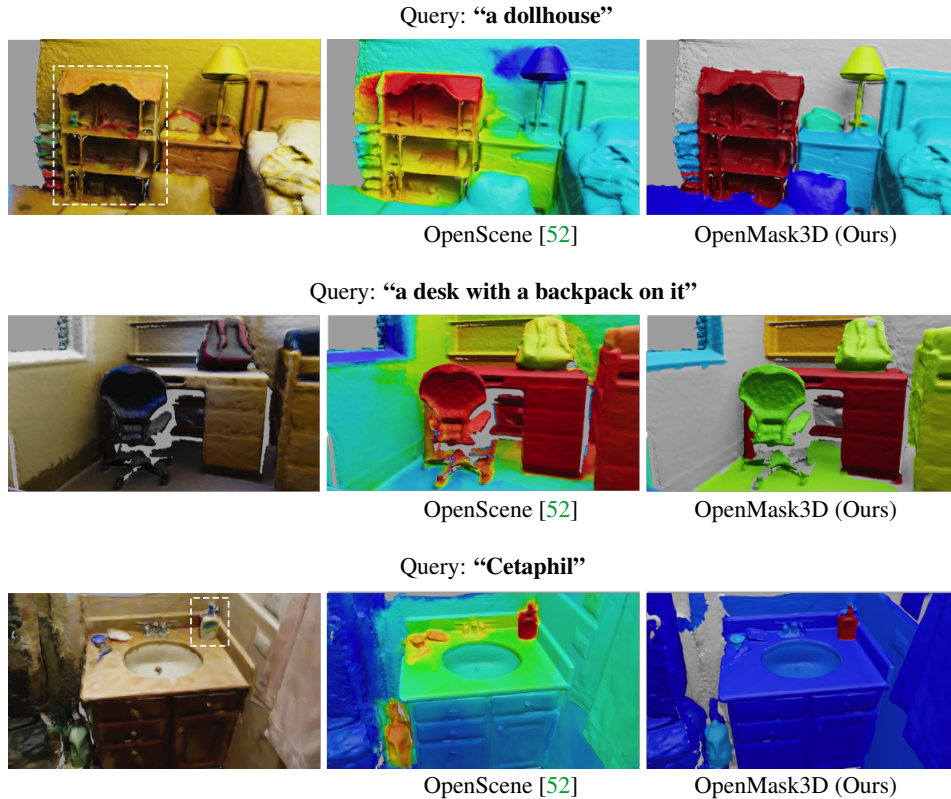 Query: “a dollhouse”
OpenScene [52]
OpenMask3D (Ours)
Query: “a desk with a backpack on it”
OpenScene [52]
OpenMask3D (Ours)
Query: “Cetaphil”
OpenScene [52]
OpenMask3D (Ours)